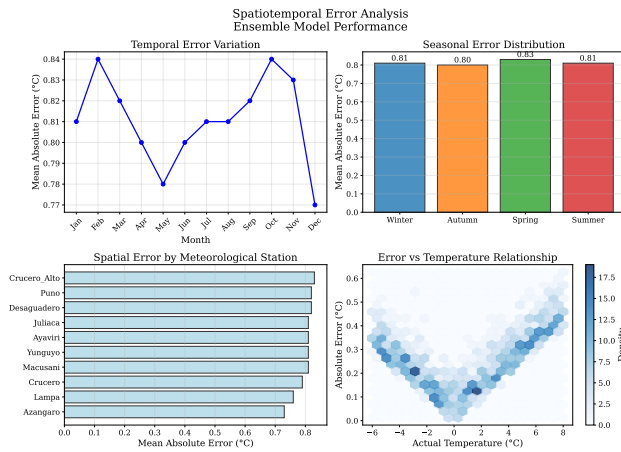 Spatiotemporal Error Analysis
Ensemble Model Performance
Temporal Error Variation
Mean Absolute Error (°C)
0.84
0.83
0.82
0.81
0.80
0.79
0.78
0.77
Jan Feb Mar Apr May Jun Jul Aug Sep Oct Nov Dec
Month
Seasonal Error Distribution
Mean Absolute Error (°C)
0.8
0.7
0.6
0.5
0.4
0.3
0.2
0.1
0.0
0.81 0.80 0.83 0.81
Winter Autumn Spring Summer
Spatial Error by Meteorological Station
Crucero_Alto
Puno
Desaguadero
Juliaca
Ayaviri
Yunguyo
Macusani
Crucero
Lampa
Azangaro
0.0 0.1 0.2 0.3 0.4 0.5 0.6 0.7 0.8
Mean Absolute Error (°C)
Error vs Temperature Relationship
Absolute Error (°C)
0.6
0.5
0.4
0.3
0.2
0.1
0.0
−6 −4 −2 0 2 4 6 8
Actual Temperature (°C)
17.5
15.0
12.5
10.0
7.5
5.0
2.5
0.0
Density